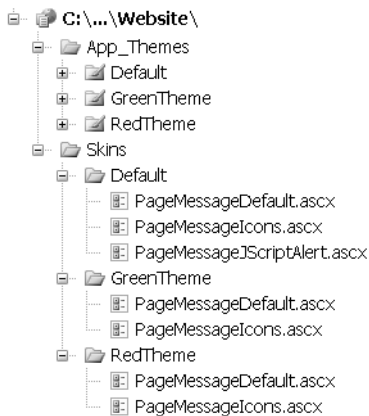 C:\...\Website\
App_Themes
Default
GreenTheme
RedTheme
Skins
Default
PageMessageDefault.ascx
PageMessageIcons.ascx
PageMessageJScriptAlert.ascx
GreenTheme
PageMessageDefault.ascx
PageMessageIcons.ascx
RedTheme
PageMessageDefault.ascx
PageMessageIcons.ascx